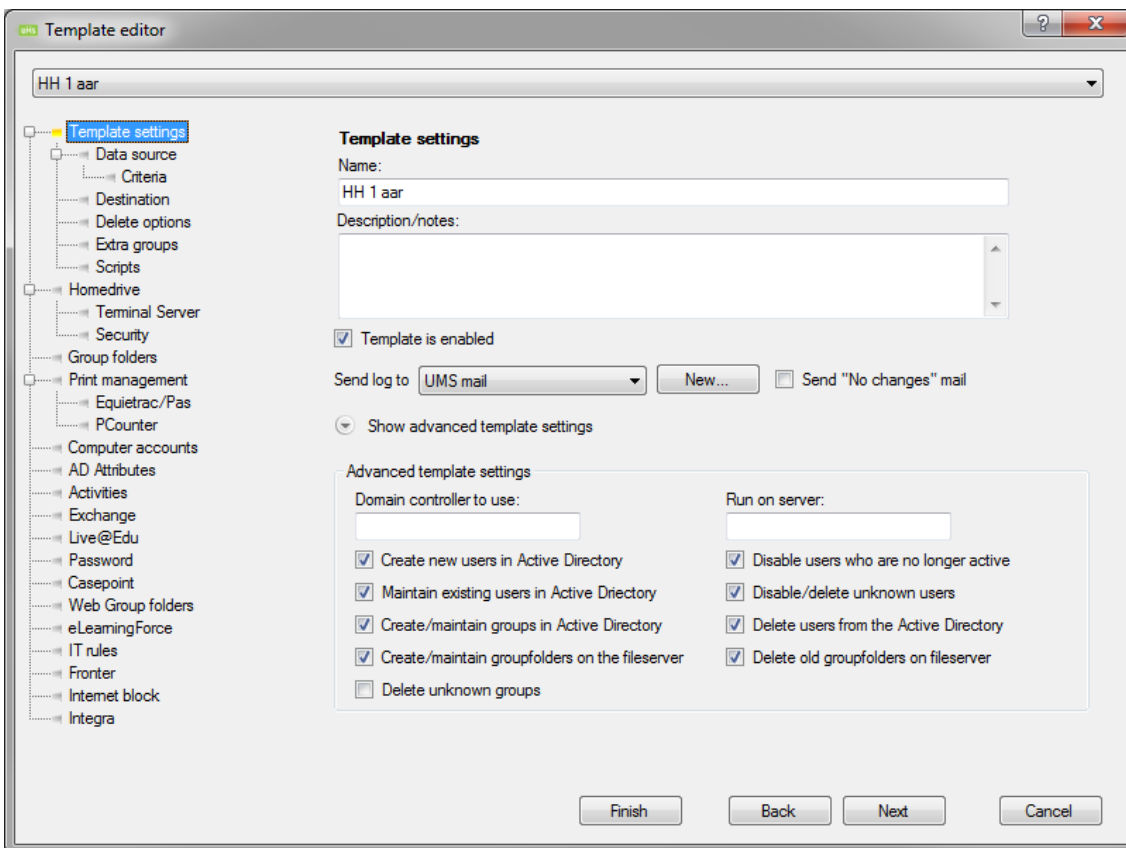 UMS Template editor
HH 1 aar
Template settings
Data source
Criteria
Destination
Delete options
Extra groups
Scripts
Homedrive
Terminal Server
Security
Group folders
Print management
Equietrac/Pas
PCounter
Computer accounts
AD Attributes
Activities
Exchange
Live@Edu
Password
Casepoint
Web Group folders
eLearningForce
IT rules
Fronter
Internet block
Integra
Template settings
Name:
HH 1 aar
Description/notes:
Template is enabled
Send log to UMS mail New... Send "No changes" mail
Show advanced template settings
Advanced template settings
Domain controller to use: Run on server:
Create new users in Active Directory Disable users who are no longer active
Maintain existing users in Active Driectory Disable/delete unknown users
Create/maintain groups in Active Directory Delete users from the Active Directory
Create/maintain groupfolders on the fileserver Delete old groupfolders on fileserver
Delete unknown groups
Finish Back Next Cancel